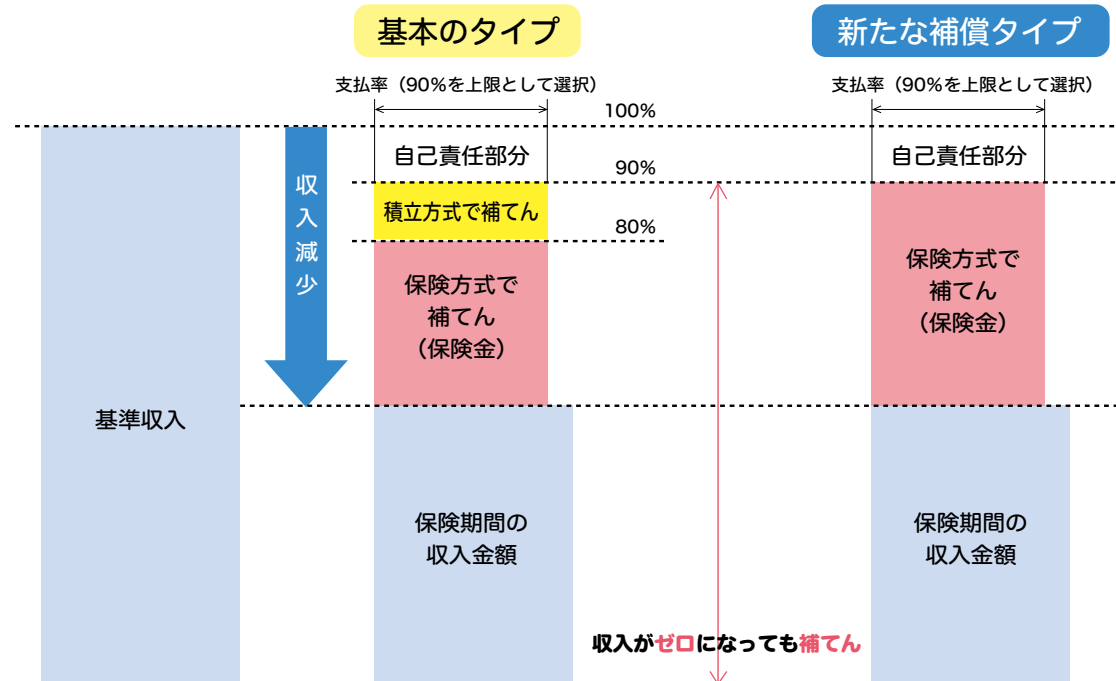 基本のタイプ
新たな補償タイプ
支払率（90%を上限として選択）
支払率（90%を上限として選択）
100%
自己責任部分
自己責任部分
90%
積立方式で補てん
80%
収入減少
保険方式で
補てん
（保険金）
保険方式で
補てん
（保険金）
基準収入
保険期間の
収入金額
保険期間の
収入金額
収入がゼロになっても補てん